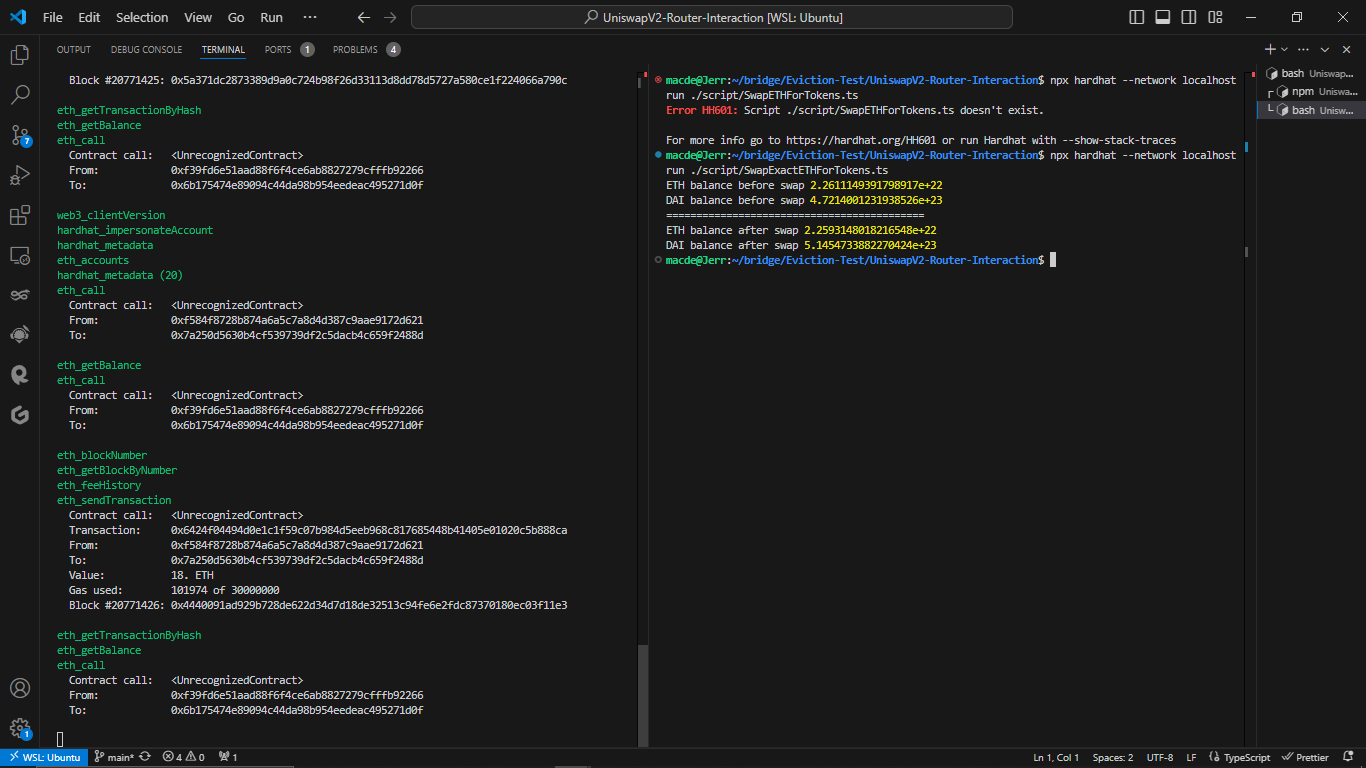 File Edit Selection View Go Run ··· UniswapV2-Router-Interaction [WSL: Ubuntu]
OUTPUT DEBUG CONSOLE TERMINAL PORTS 1 PROBLEMS 4
Block #20771425: 0x5a371dc2873389d9a0c724b98f26d33113d8dd78d5727a580ce1f224066a790c
eth_getTransactionByHash
eth_getBalance
eth_call
Contract call: <UnrecognizedContract>
From: 0xf39fd6e51aad88f6f4ce6ab8827279cfffb92266
To: 0x6b175474e89094c44da98b954eedeac495271d0f
web3_clientVersion
hardhat_impersonateAccount
hardhat_metadata
eth_accounts
hardhat_metadata (20)
eth_call
Contract call: <UnrecognizedContract>
From: 0xf584f8728b874a6a5c7a8d4d387c9aae9172d621
To: 0x7a250d5630b4cf539739df2c5dacb4c659f2488d
eth_getBalance
eth_call
Contract call: <UnrecognizedContract>
From: 0xf39fd6e51aad88f6f4ce6ab8827279cfffb92266
To: 0x6b175474e89094c44da98b954eedeac495271d0f
eth_blockNumber
eth_getBlockByNumber
eth_feeHistory
eth_sendTransaction
Contract call: <UnrecognizedContract>
Transaction: 0x6424f04494d0e1c1f59c07b984d5eeb968c817685448b41405e01020c5b888ca
From: 0xf584f8728b874a6a5c7a8d4d387c9aae9172d621
To: 0x7a250d5630b4cf539739df2c5dacb4c659f2488d
Value: 18. ETH
Gas used: 101974 of 30000000
Block #20771426: 0x4440091ad929b728de622d34d7d18de32513c94fe6e2fdc87370180ec03f11e3
eth_getTransactionByHash
eth_getBalance
eth_call
Contract call: <UnrecognizedContract>
From: 0xf39fd6e51aad88f6f4ce6ab8827279cfffb92266
To: 0x6b175474e89094c44da98b954eedeac495271d0f
macde@Jerr:~/bridge/Eviction-Test/UniswapV2-Router-Interaction$ npx hardhat --network localhost
run ./script/SwapETHForTokens.ts
Error HH601: Script ./script/SwapETHForTokens.ts doesn't exist.
For more info go to https://hardhat.org/HH601 or run Hardhat with --show-stack-traces
macde@Jerr:~/bridge/Eviction-Test/UniswapV2-Router-Interaction$ npx hardhat --network localhost
run ./script/SwapExactETHForTokens.ts
ETH balance before swap 2.2611149391798917e+22
DAI balance before swap 4.7214001231938526e+23
===========================================
ETH balance after swap 2.2593148018216548e+22
DAI balance after swap 5.1454733882270424e+23
macde@Jerr:~/bridge/Eviction-Test/UniswapV2-Router-Interaction$
bash Uniswap...
npm Uniswa...
bash Unisw...
7
1
WSL: Ubuntu main* 4 0 1 Ln 1, Col 1 Spaces: 2 UTF-8 LF TypeScript Prettier